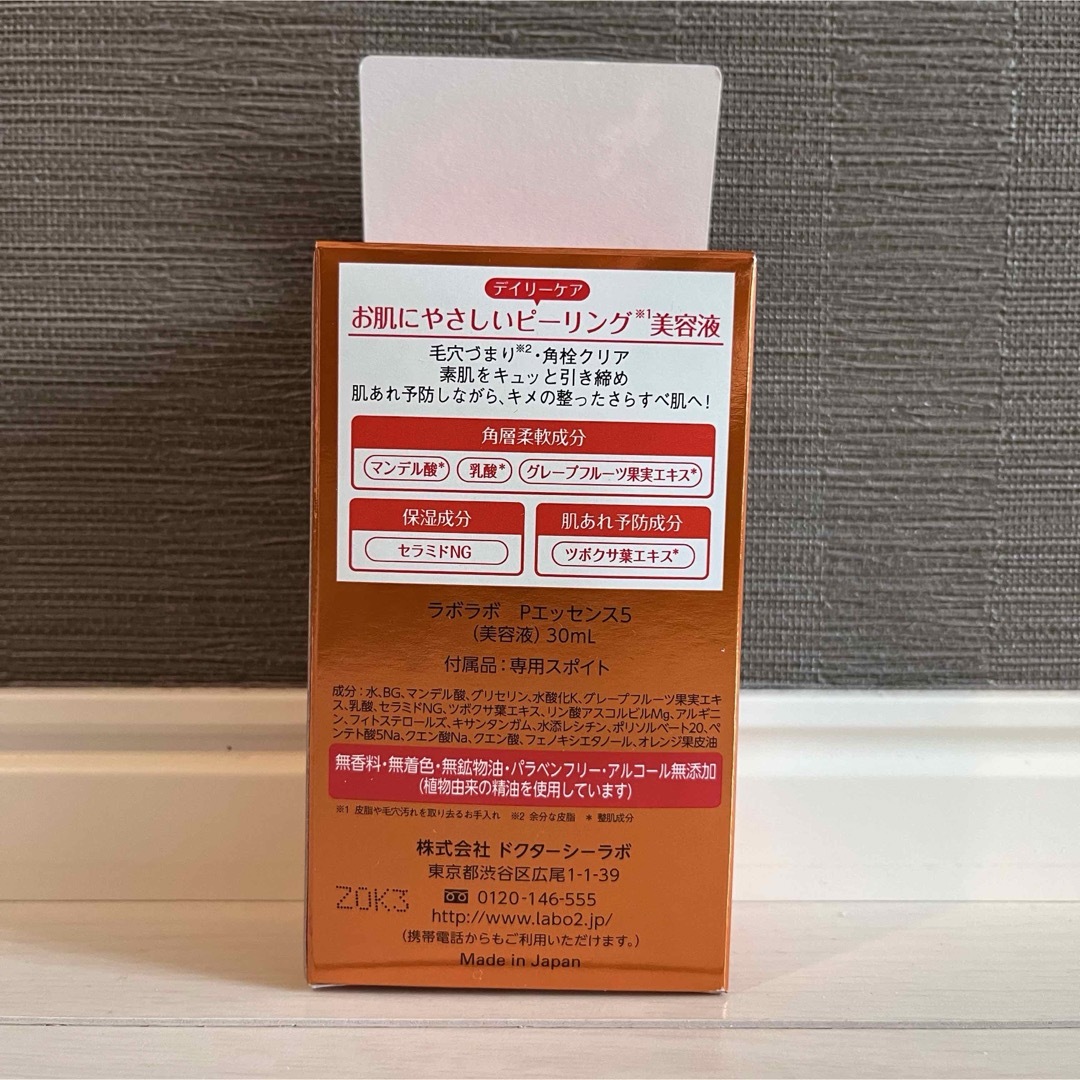 デイリーケア
お肌にやさしいピーリング※1美容液
毛穴づまり※2・角栓クリア
素肌をキュッと引き締め
肌あれ予防しながら、キメの整ったさらすべ肌へ!
角層柔軟成分
マンデル酸* 乳酸* グレープフルーツ果実エキス*
保湿成分
セラミドNG
肌あれ予防成分
ツボクサ葉エキス*
ラボラボ Pエッセンス5
(美容液) 30mL
付属品:専用スポイト
成分:水、BG、マンデル酸、グリセリン、水酸化K、グレープフルーツ果実エキ
ス、乳酸、セラミドNG、ツボクサ葉エキス、リン酸アスコルビルMg、アルギニ
ン、フィトステロールズ、キサンタンガム、水添レシチン、ポリソルベート20、ペ
ンテト酸5Na、クエン酸Na、クエン酸、フェノキシエタノール、オレンジ果皮油
無香料・無着色・無鉱物油・パラベンフリー・アルコール無添加
(植物由来の精油を使用しています)
※1 皮脂や毛穴汚れを取り去るお手入れ ※2 余分な皮脂 * 整肌成分
株式会社 ドクターシーラボ
東京都渋谷区広尾1-1-39
0120-146-555
ZOK3
http://www.labo2.jp/
(携帯電話からもご利用いただけます。)
Made in Japan